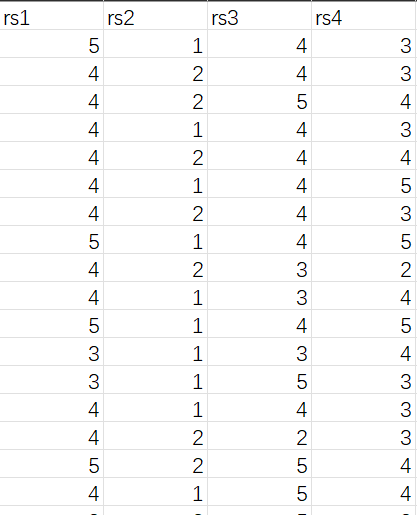 rs1 rs2 rs3 rs4
5 1 4 3
4 2 4 3
4 2 5 4
4 1 4 3
4 2 4 4
4 1 4 5
4 2 4 3
5 1 4 5
4 2 3 2
4 1 3 4
5 1 4 5
3 1 3 4
3 1 5 3
4 1 4 3
4 2 2 3
5 2 5 4
4 1 5 4